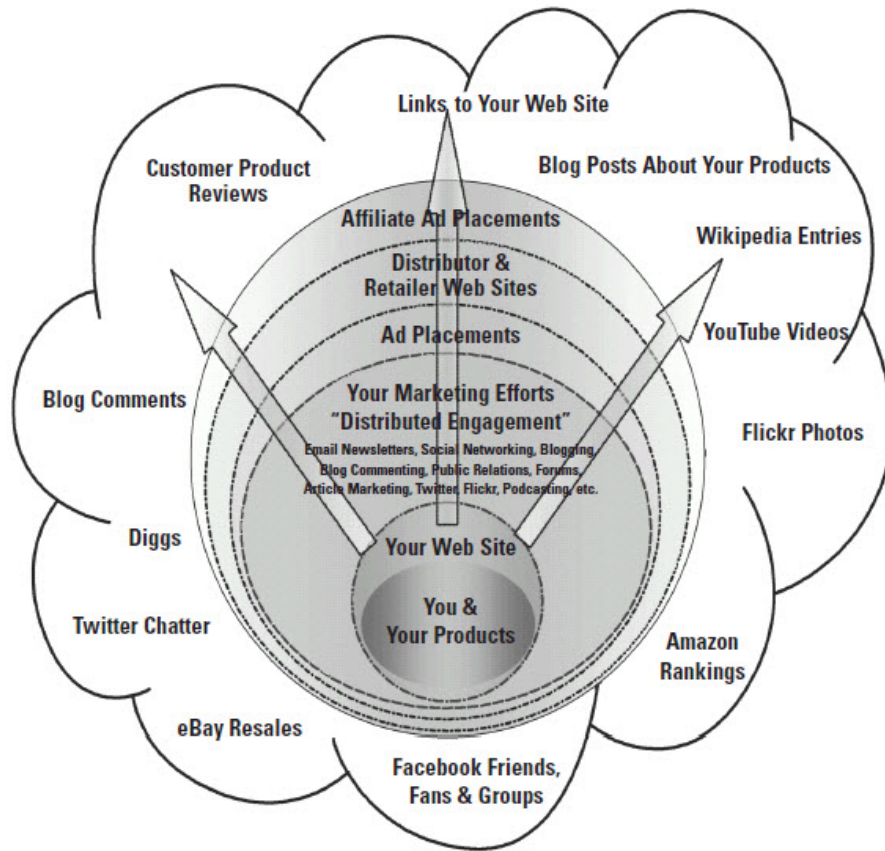 Links to Your Web Site
Customer Product
Reviews
Blog Posts About Your Products
Affiliate Ad Placements
Wikipedia Entries
Distributor &
Retailer Web Sites
Ad Placements
YouTube Videos
Your Marketing Efforts
“Distributed Engagement”
Blog Comments
Flickr Photos
Email Newsletters, Social Networking, Blogging,
Blog Commenting, Public Relations, Forums,
Article Marketing, Twitter, Flickr, Podcasting, etc.
Diggs
Your Web Site
You &
Your Products
Twitter Chatter
Amazon
Rankings
eBay Resales
Facebook Friends,
Fans & Groups